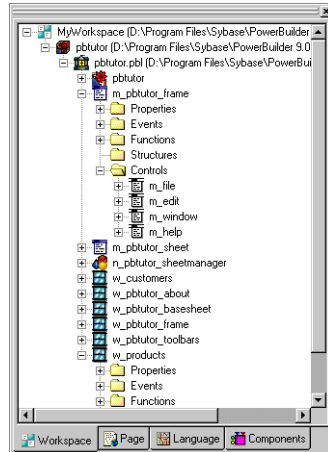 MyWorkspace (D:\Program Files\Sybase\PowerBuilder
pbtutor (D:\Program Files\Sybase\PowerBuilder 9.0
pbtutor.pbl (D:\Program Files\Sybase\PowerBui
pbtutor
m_pbtutor_frame
Properties
Events
Functions
Structures
Controls
m_file
m_edit
m_window
m_help
m_pbtutor_sheet
n_pbtutor_sheetmanager
w_customers
w_pbtutor_about
w_pbtutor_basesheet
w_pbtutor_frame
w_pbtutor_toolbars
w_products
Properties
Events
Functions
Workspace Page Language Components